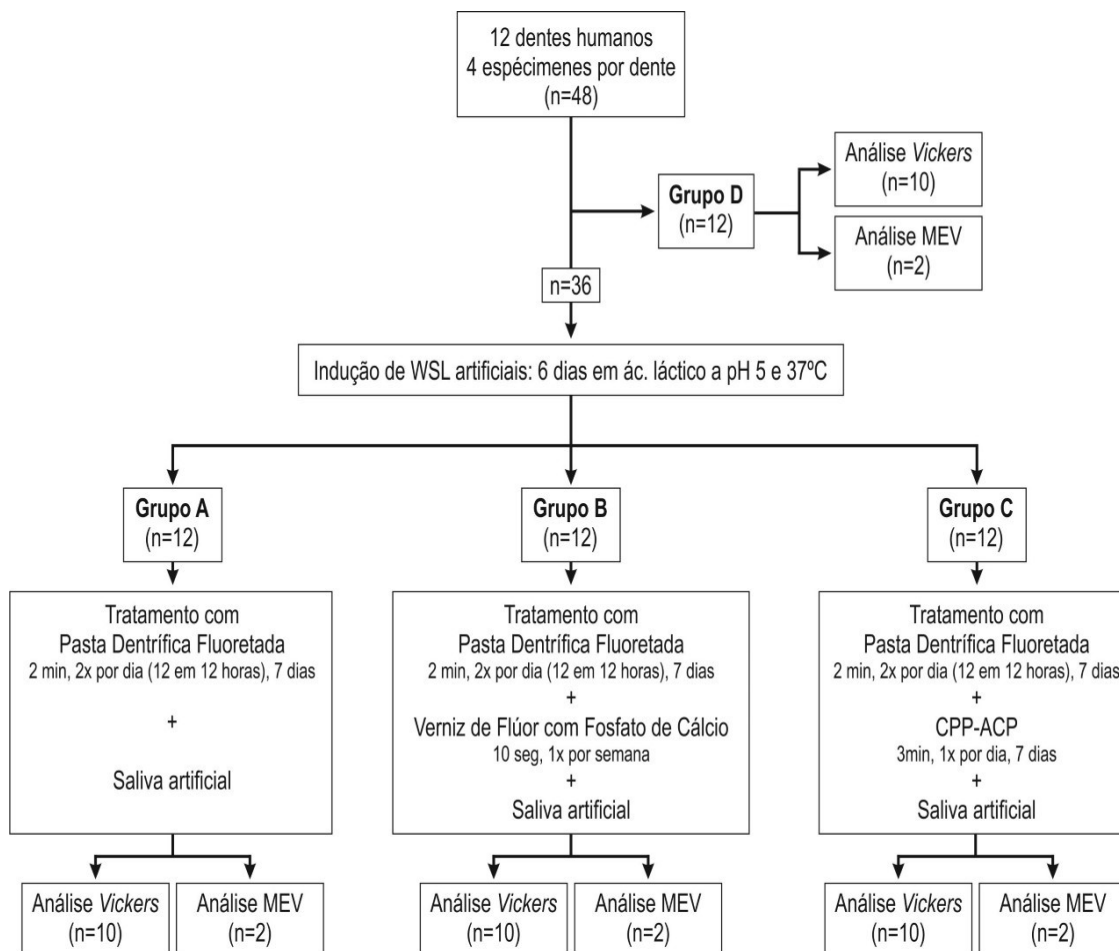 12 dentes humanos
4 espécimenes por dente
(n=48)
Análise Vickers
(n=10)
Grupo D
(n=12)
Análise MEV
(n=2)
n=36
Indução de WSL artificiais: 6 dias em ác. láctico a pH 5 e 37ºC
Grupo A
(n=12)
Grupo B
(n=12)
Grupo C
(n=12)
Tratamento com
Pasta Dentrífica Fluoretada
2 min, 2x por dia (12 em 12 horas), 7 dias
+
Saliva artificial
Tratamento com
Pasta Dentrífica Fluoretada
2 min, 2x por dia (12 em 12 horas), 7 dias
+
Verniz de Flúor com Fosfato de Cálcio
10 seg, 1x por semana
+
Saliva artificial
Tratamento com
Pasta Dentrífica Fluoretada
2 min, 2x por dia (12 em 12 horas), 7 dias
+
CPP-ACP
3min, 1x por dia, 7 dias
+
Saliva artificial
Análise Vickers
(n=10)
Análise MEV
(n=2)
Análise Vickers
(n=10)
Análise MEV
(n=2)
Análise Vickers
(n=10)
Análise MEV
(n=2)